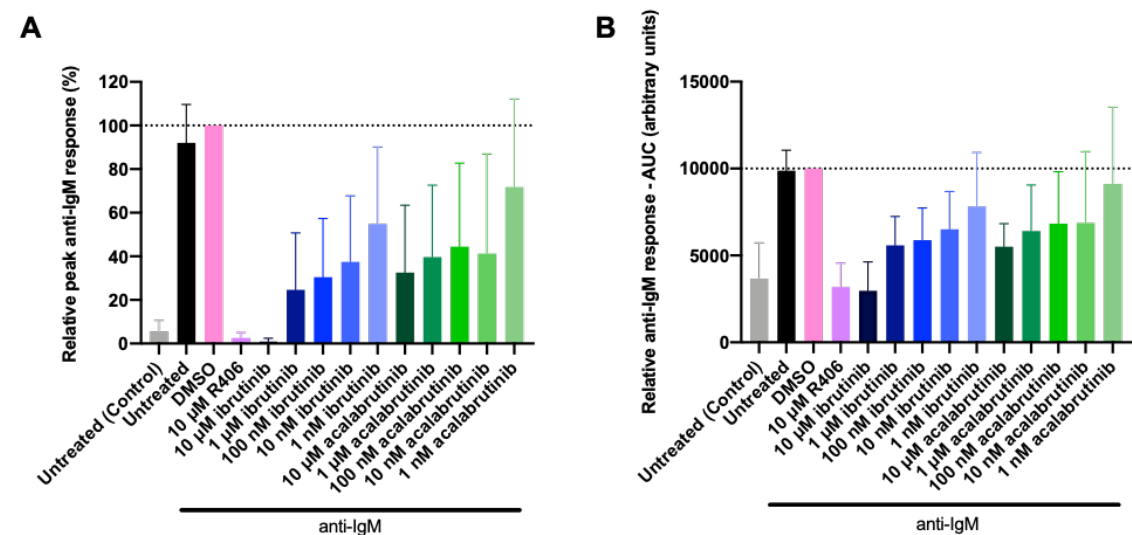 A
Relative peak anti-IgM response (%)
120
100
80
60
40
20
0
Untreated (Control)
Untreated
DMSO
10 µM R406
10 µM ibrutinib
1 µM ibrutinib
100 nM ibrutinib
10 nM ibrutinib
1 nM ibrutinib
10 µM acalabrutinib
1 µM acalabrutinib
100 nM acalabrutinib
10 nM acalabrutinib
1 nM acalabrutinib
anti-IgM
B
Relative anti-IgM response - AUC (arbitrary units)
15000
10000
5000
0
Untreated (Control)
Untreated
DMSO
10 µM R406
10 µM ibrutinib
1 µM ibrutinib
100 nM ibrutinib
10 nM ibrutinib
1 nM ibrutinib
10 µM acalabrutinib
1 µM acalabrutinib
100 nM acalabrutinib
10 nM acalabrutinib
1 nM acalabrutinib
anti-IgM